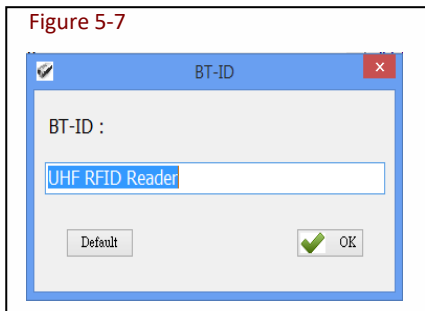 Figure 5-7
BT-ID
BT-ID :
UHF RFID Reader
Default
OK